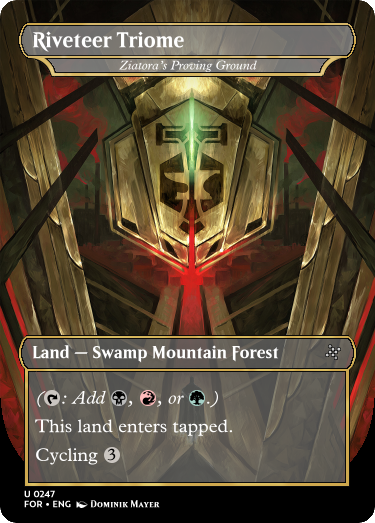 Riveteer Triome
Ziatora's Proving Ground
Land — Swamp Mountain Forest
(: Add , , or .)
This land enters tapped.
Cycling 3
U 0247
FOR • ENG Dominik Mayer